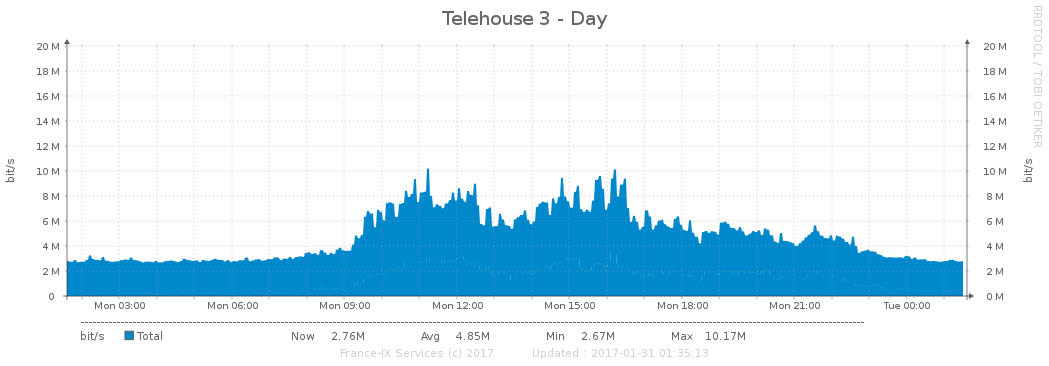 Telehouse 3 - Day
RRDTOOL / TOBI OETIKER
bit/s
bit/s
20 M 20 M
18 M 18 M
16 M 16 M
14 M 14 M
12 M 12 M
10 M 10 M
8 M 8 M
6 M 6 M
4 M 4 M
2 M 2 M
0 0 M
Mon 03:00 Mon 06:00 Mon 09:00 Mon 12:00 Mon 15:00 Mon 18:00 Mon 21:00 Tue 00:00
bit/s Total Now 2.76M Avg 4.85M Min 2.67M Max 10.17M
France-IX Services (c) 2017 Updated : 2017-01-31 01:35:13